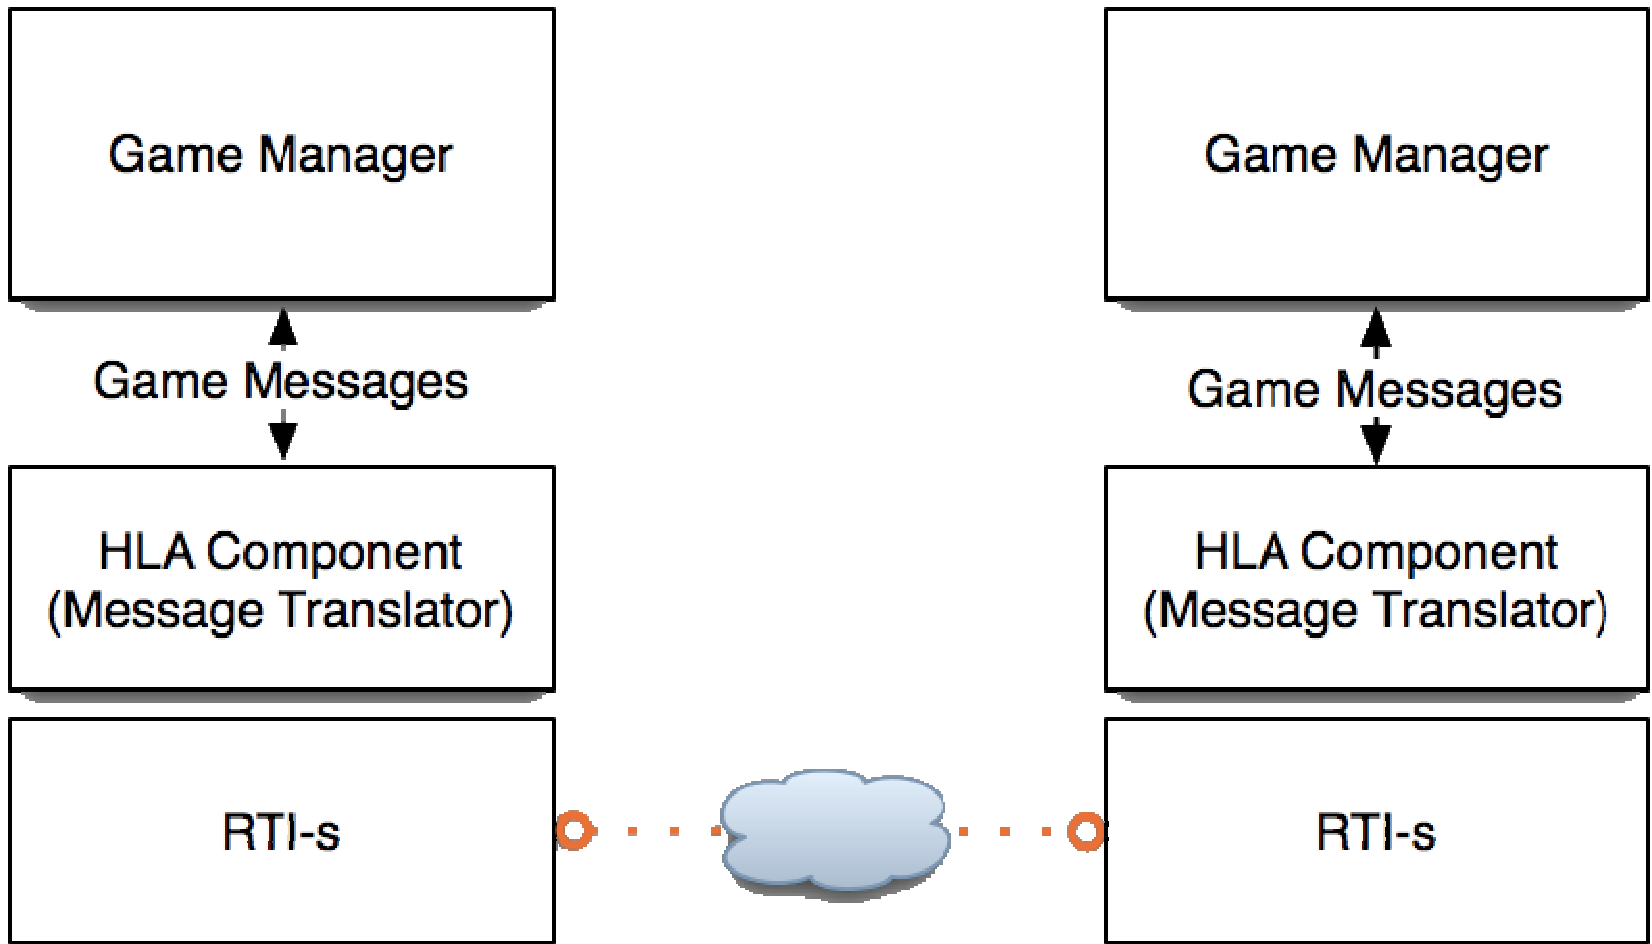 Game Manager
Game Manager
Game Messages
Game Messages
HLA Component
(Message Translator)
HLA Component
(Message Translator)
RTI-s
RTI-s